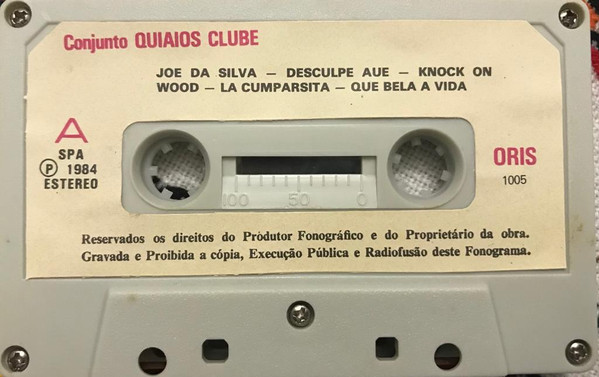 Conjunto QUIAIOS CLUBE
JOE DA SILVA — DESCULPE AUE — KNOCK ON
WOOD — LA CUMPARSITA — QUE BELA A VIDA
A
SPA
Ⓟ 1984
ESTEREO
ORIS
1005
100 50 0
Reservados os direitos do Produtor Fonográfico e do Proprietário da obra.
Gravada e Proibida a cópia, Execução Pública e Radiofusão deste Fonograma.